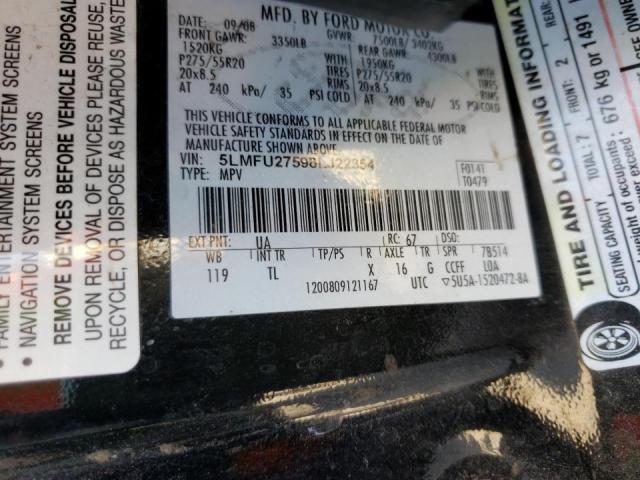 FAMILY ENTERTAINMENT SYSTEM SCREENS
• NAVIGATION SYSTEM SCREENS
REMOVE DEVICES BEFORE VEHICLE DISPOSAL
UPON REMOVAL OF DEVICES PLEASE REUSE,
RECYCLE, OR DISPOSE AS HAZARDOUS WASTE
MFD. BY FORD MOTOR CO.
DATE: 09/08 GVWR: 7500LB/ 3402KG
FRONT GAWR: 3350LB REAR GAWR: 4300LB
1520KG 1950KG
P275/55R20 TIRES P275/55R20 TIRES
20x8.5 RIMS 20x8.5 RIMS
AT 240 kPa/ 35 PSI COLD AT 240 kPa/ 35 PSI COLD
THIS VEHICLE CONFORMS TO ALL APPLICABLE FEDERAL MOTOR
VEHICLE SAFETY STANDARDS IN EFFECT ON THE DATE OF
MANUFACTURE SHOWN ABOVE.
VIN: F0141
TYPE: MPV T0479
EXT PNT: UA RC: 67 DSO:
WB INT TR TP/PS R AXLE TR SPR 7B514
119 TL X 16 G CCFF LOA
1200809121167 UTC ▽5U5A-1520472-8A
TIRE AND LOADING INFORMAT
SEATING CAPACITY TOTAL: 7 FRONT: 2
676 kg or 1491